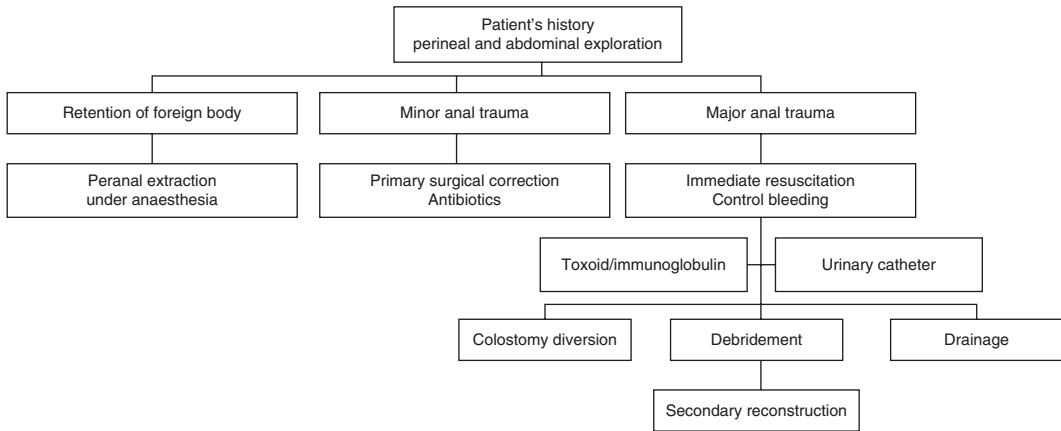 Patient's history
perineal and abdominal exploration
Retention of foreign body
Minor anal trauma
Major anal trauma
Peranal extraction
under anaesthesia
Primary surgical correction
Antibiotics
Immediate resuscitation
Control bleeding
Toxoid/immunoglobulin
Urinary catheter
Colostomy diversion
Debridement
Drainage
Secondary reconstruction